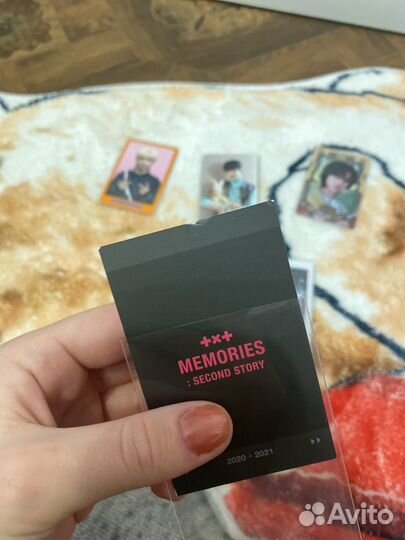 +×+
MEMORIES
: SECOND STORY
2020 - 2021
Avito